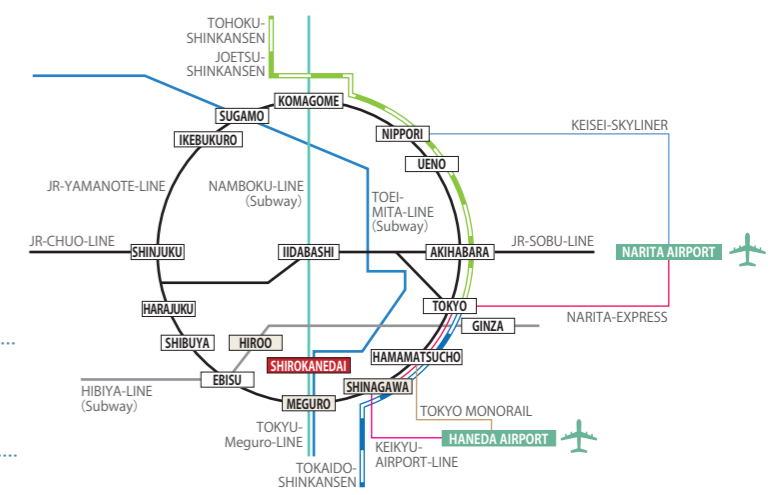 TOHOKU-
SHINKANSEN
JOETSU-
SHINKANSEN
KOMAGOME
SUGAMO
NIPPORI
KEISEI-SKYLINER
IKEBUKURO
UENO
JR-YAMANOTE-LINE
NAMBOKU-LINE
(Subway)
TOEI-
MITA-LINE
(Subway)
JR-CHUO-LINE
SHINJUKU
IIDABASHI
AKIHABARA
JR-SOBU-LINE
NARITA AIRPORT
HARAJUKU
TOKYO
NARITA-EXPRESS
GINZA
SHIBUYA
HIROO
HAMAMATSUCHO
SHIROKANEDAI
EBISU
SHINAGAWA
HIBIYA-LINE
(Subway)
MEGURO
TOKYO MONORAIL
TOKYU-
Meguro-LINE
HANEDA AIRPORT
KEIKYU-
AIRPORT-LINE
TOKAIDO-
SHINKANSEN